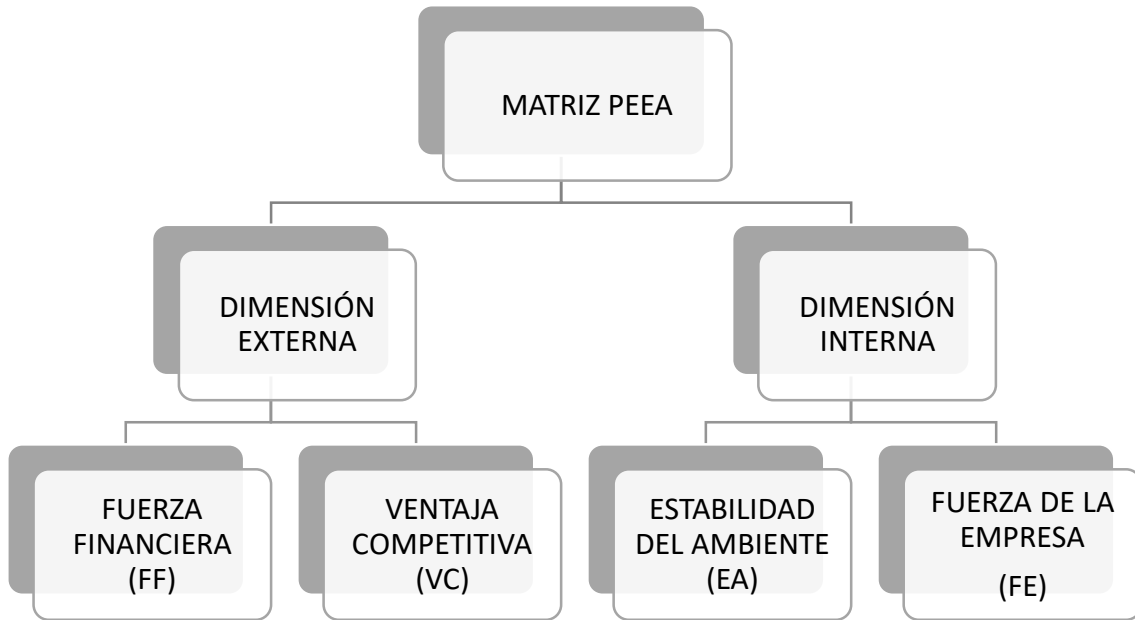 MATRIZ PEEA
DIMENSIÓN
EXTERNA
DIMENSIÓN
INTERNA
FUERZA
FINANCIERA
(FF)
VENTAJA
COMPETITIVA
(VC)
ESTABILIDAD
DEL AMBIENTE
(EA)
FUERZA DE LA
EMPRESA
(FE)